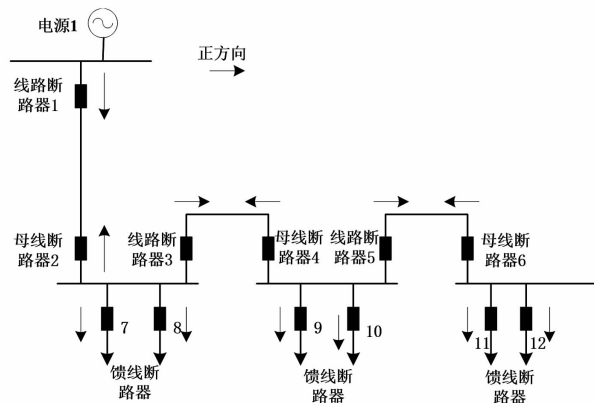 电源1
正方向
线路断
路器1
母线断
路器2
线路断
路器3
母线断
路器4
线路断
路器5
母线断
路器6
7
8
9
10
11
12
馈线断
路器
馈线断
路器
馈线断
路器